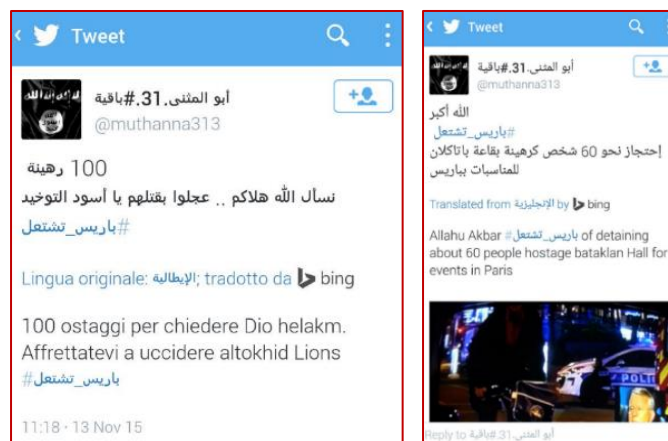 Tweet
أبو المثنى.31.#باقية
@muthanna313
100 رهينة
نسأل الله هلاكم .. عجلوا بقتلهم يا أسود التوخيد
#باريس_تشتعل
Lingua originale: الإيطالية; tradotto da bing
100 ostaggi per chiedere Dio helakm.
Affrettatevi a uccidere altokhid Lions
#باريس_تشتعل
11:18 · 13 Nov 15
Tweet
أبو المثنى.31.#باقية
@muthanna313
الله أكبر
#باريس_تشتعل
إحتجاز نحو 60 شخص كرهينة بقاعة باتاكلان
للمناسبات بباريس
Translated from الإنجليزية by bing
Allahu Akbar #باريس_تشتعل of detaining
about 60 people hostage bataklan Hall for
events in Paris
POLI
Reply to أبو المثنى.31.#باقية